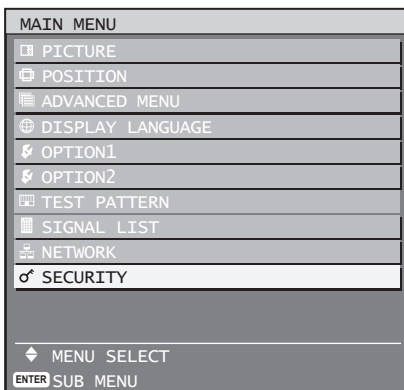 MAIN MENU
PICTURE
POSITION
ADVANCED MENU
DISPLAY LANGUAGE
OPTION1
OPTION2
TEST PATTERN
SIGNAL LIST
NETWORK
SECURITY
MENU SELECT
ENTER SUB MENU